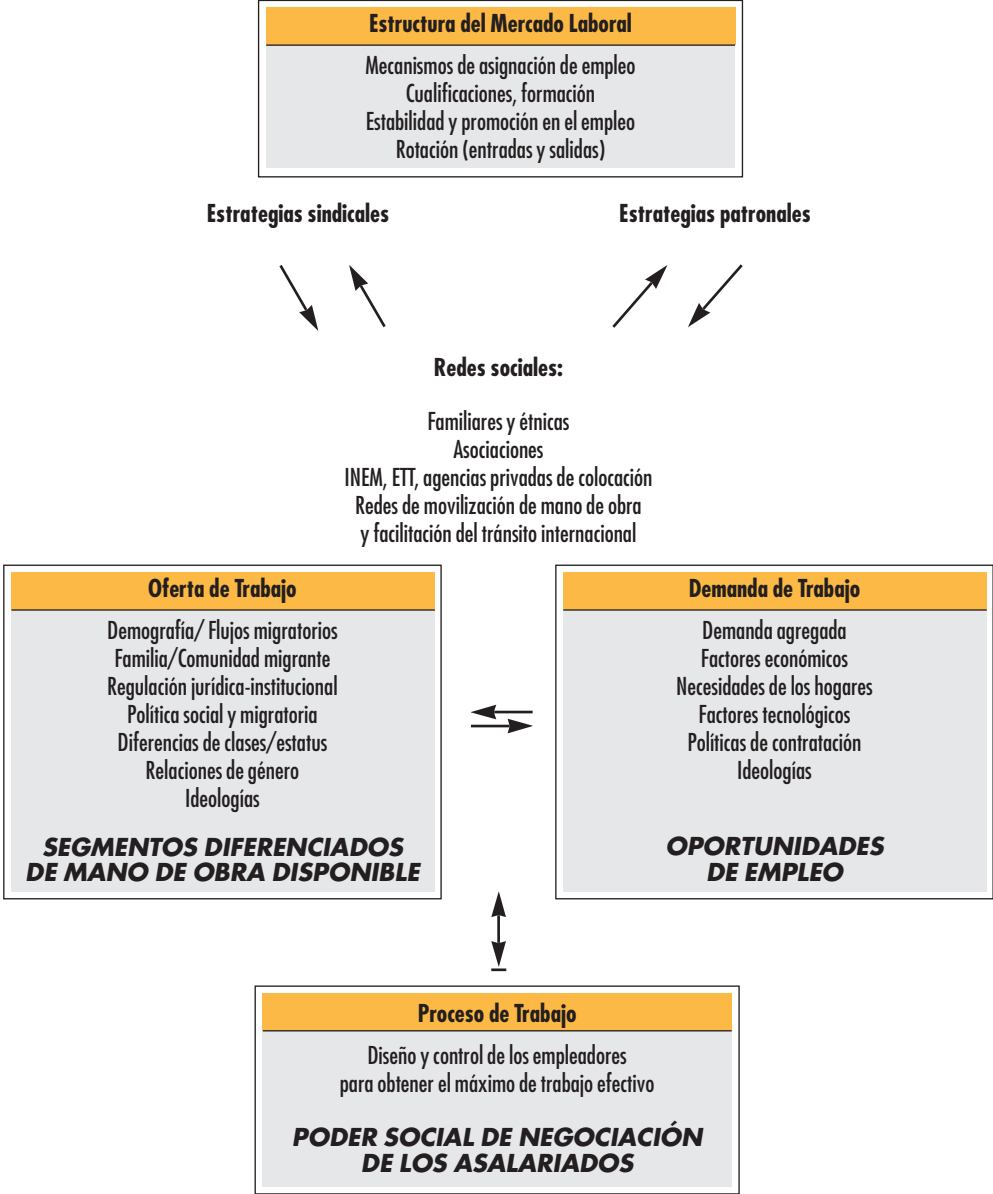 Estructura del Mercado Laboral
Mecanismos de asignación de empleo
Cualificaciones, formación
Estabilidad y promoción en el empleo
Rotación (entradas y salidas)
Estrategias sindicales
Estrategias patronales
Redes sociales:
Familiares y étnicas
Asociaciones
INEM, ETT, agencias privadas de colocación
Redes de movilización de mano de obra
y facilitación del tránsito internacional
Oferta de Trabajo
Demografía/ Flujos migratorios
Familia/Comunidad migrante
Regulación jurídica-institucional
Política social y migratoria
Diferencias de clases/estatus
Relaciones de género
Ideologías
SEGMENTOS DIFERENCIADOS
DE MANO DE OBRA DISPONIBLE
Demanda de Trabajo
Demanda agregada
Factores económicos
Necesidades de los hogares
Factores tecnológicos
Políticas de contratación
Ideologías
OPORTUNIDADES
DE EMPLEO
Proceso de Trabajo
Diseño y control de los empleadores
para obtener el máximo de trabajo efectivo
PODER SOCIAL DE NEGOCIACIÓN
DE LOS ASALARIADOS